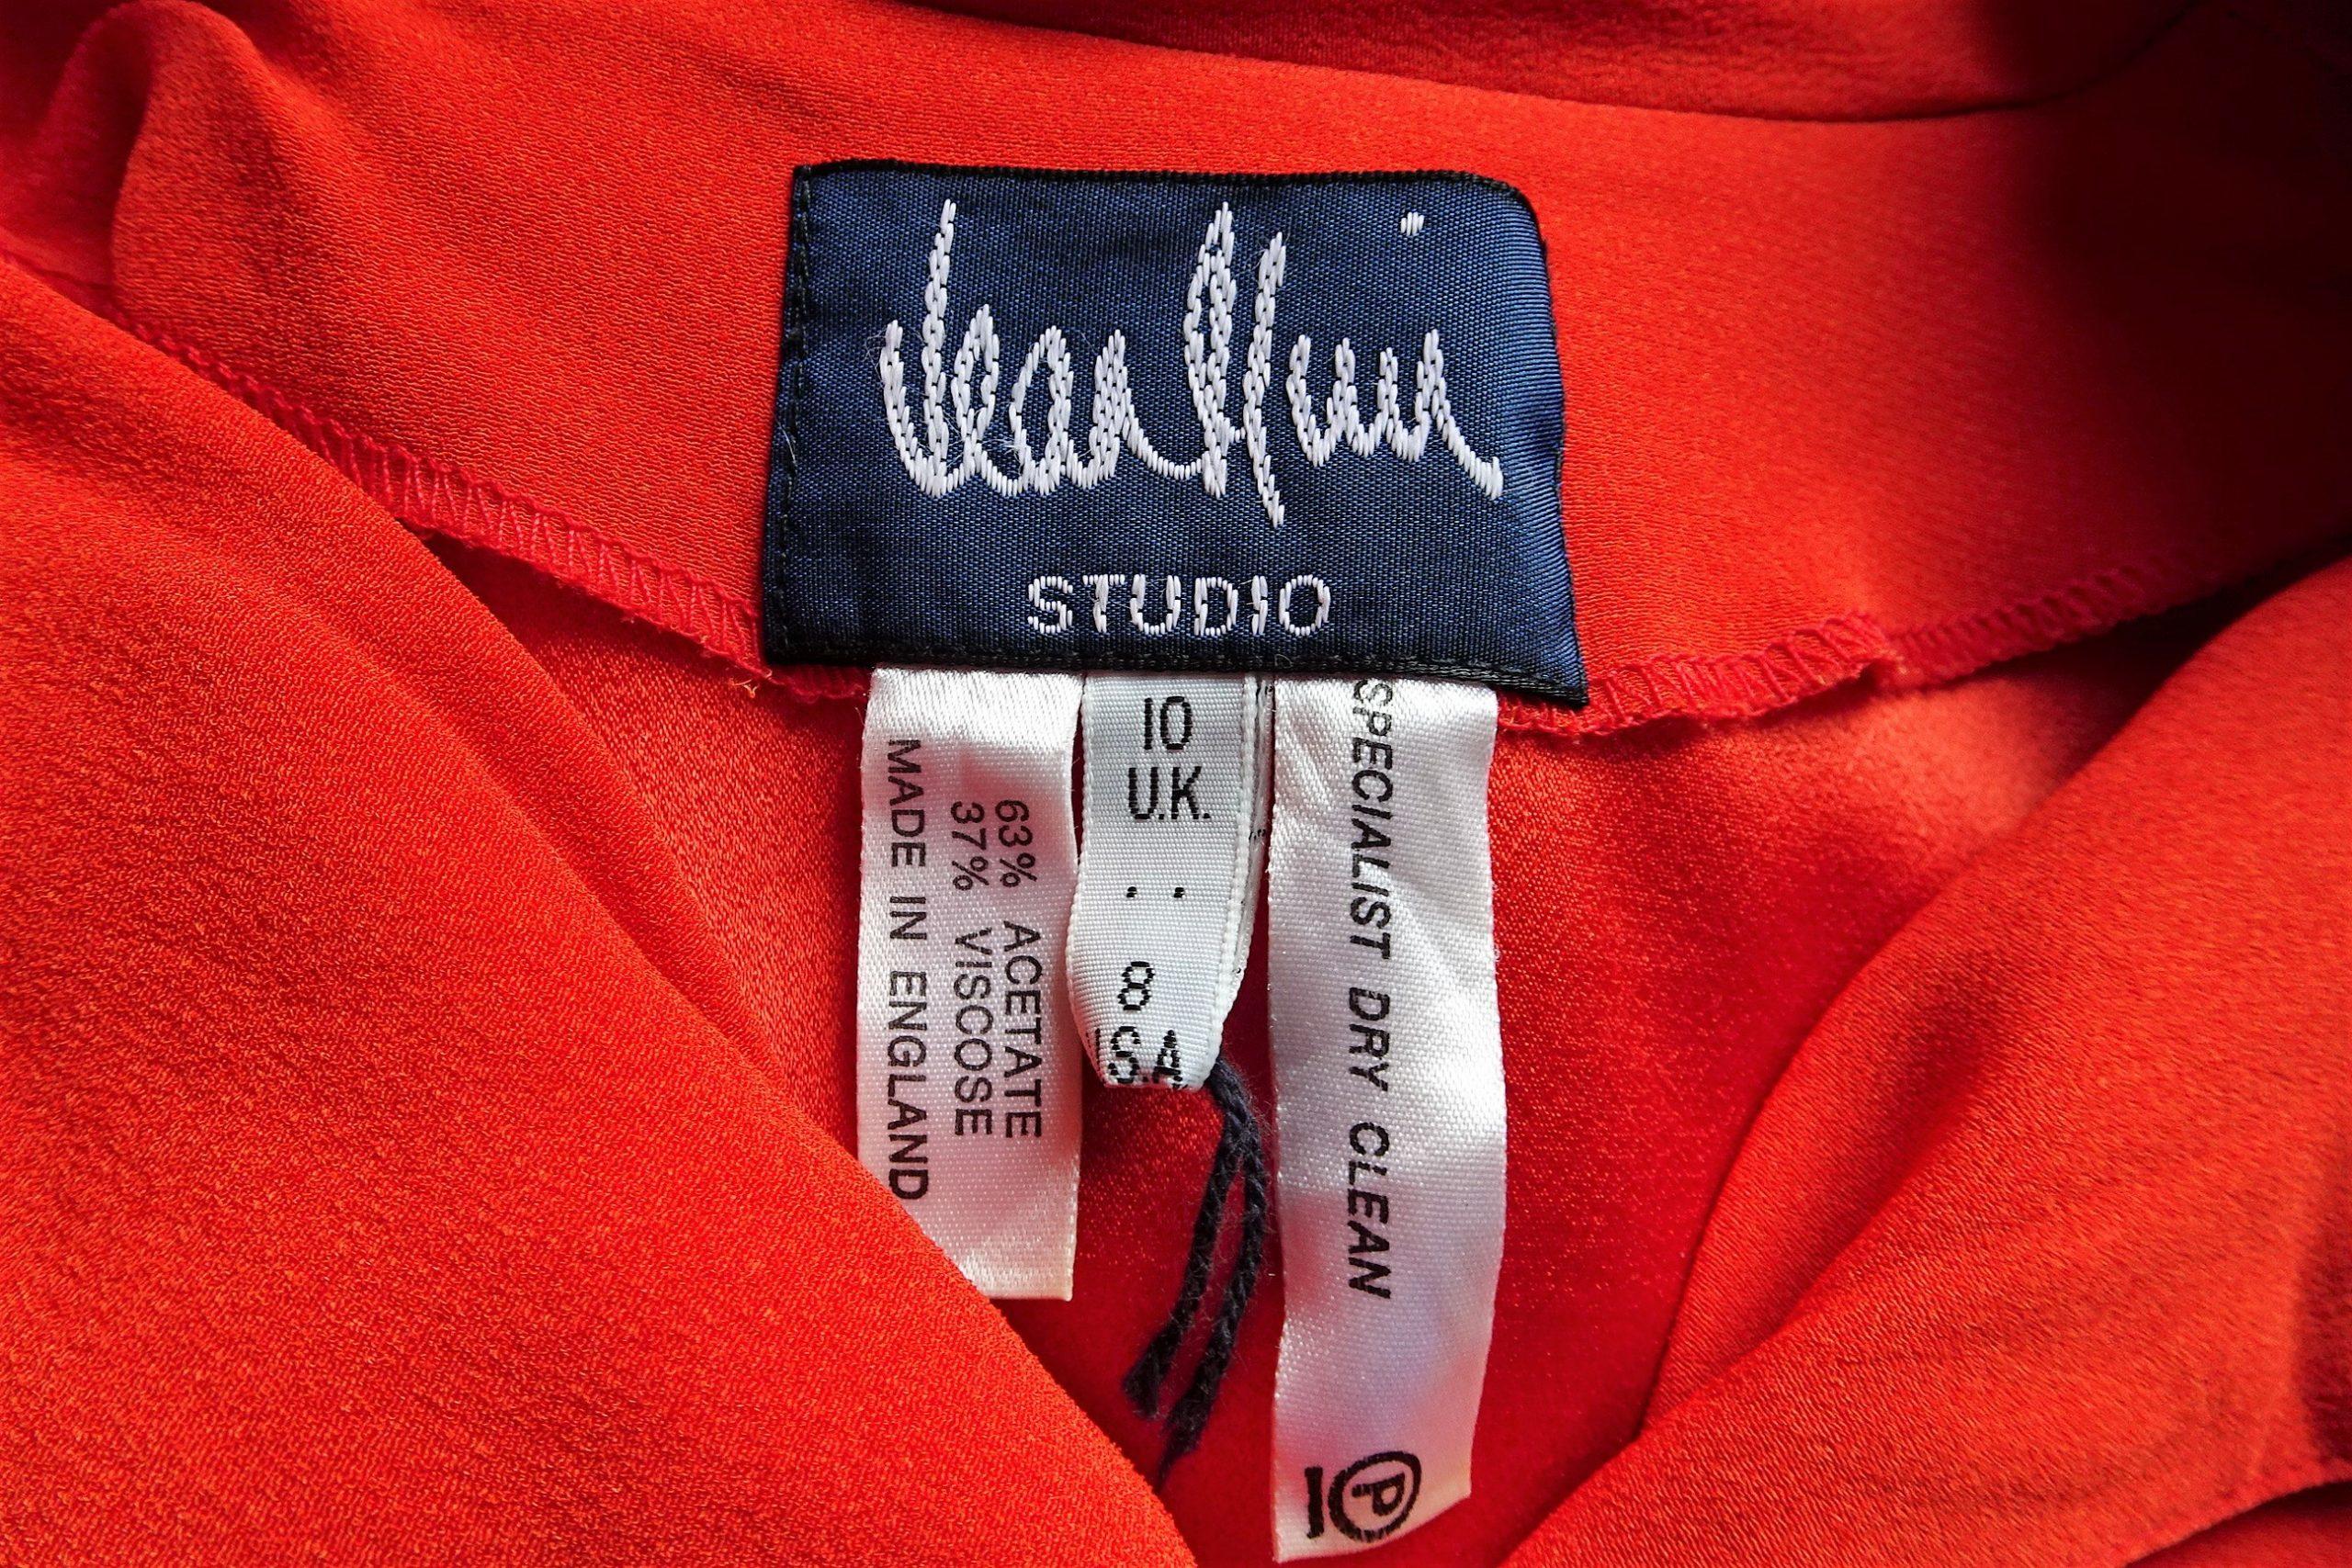 Jean Muir
STUDIO
63% ACETATE
37% VISCOSE
MADE IN ENGLAND
10
U.K.
..
8
U.S.A.
SPECIALIST DRY CLEAN
P